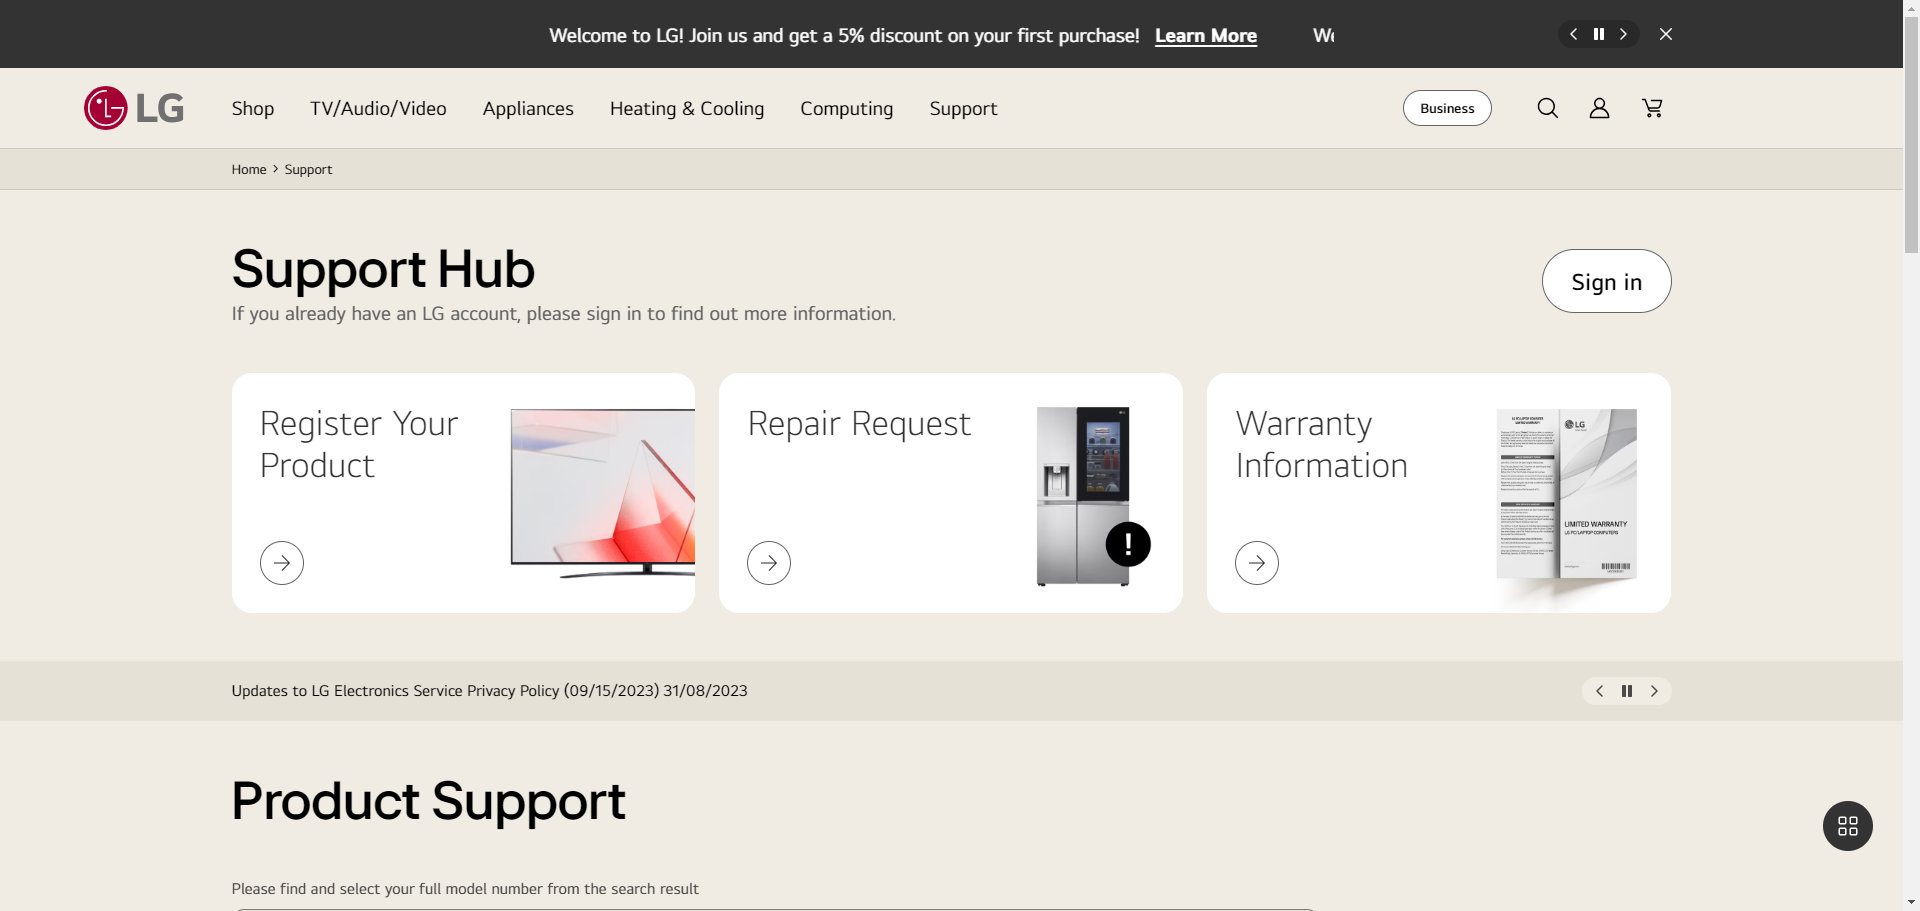 Welcome to LG! Join us and get a 5% discount on your first purchase! Learn More
LG
Shop TV/Audio/Video Appliances Heating & Cooling Computing Support Business
Home > Support
Support Hub
Sign in
If you already have an LG account, please sign in to find out more information.
Register Your
Product
Repair Request
!
Warranty
Information
LG
LIMITED WARRANTY
LG PC/LAPTOP COMPUTERS
Updates to LG Electronics Service Privacy Policy (09/15/2023) 31/08/2023
Product Support
Please find and select your full model number from the search result